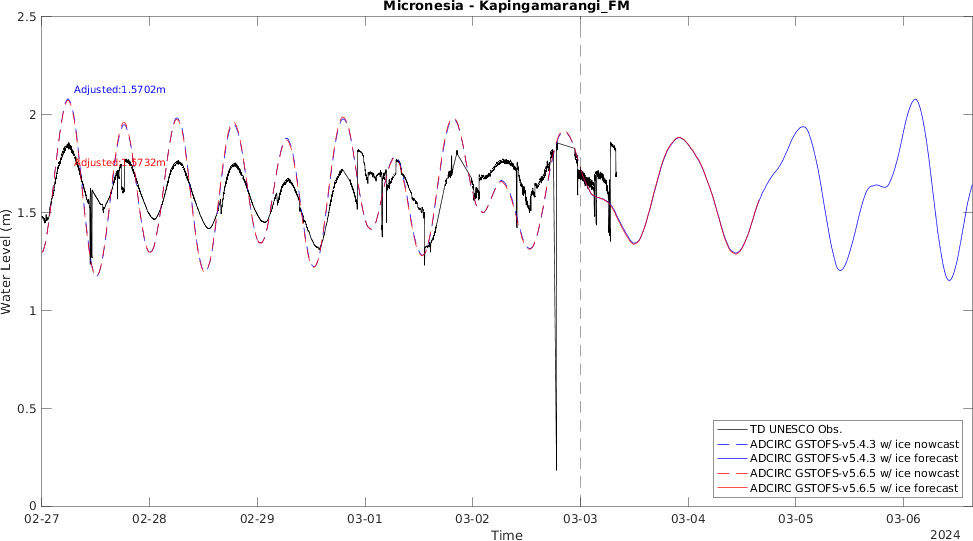 Micronesia - Kapingamarangi_FM
2.5
2
1.5
1
0.5
0
Water Level (m)
Adjusted:1.5702m
Adjusted:1.5732m
TD UNESCO Obs.
ADCIRC GSTOFS-v5.4.3 w/ ice nowcast
ADCIRC GSTOFS-v5.4.3 w/ ice forecast
ADCIRC GSTOFS-v5.6.5 w/ ice nowcast
ADCIRC GSTOFS-v5.6.5 w/ ice forecast
02-27 02-28 02-29 03-01 03-02 03-03 03-04 03-05 03-06
Time
2024